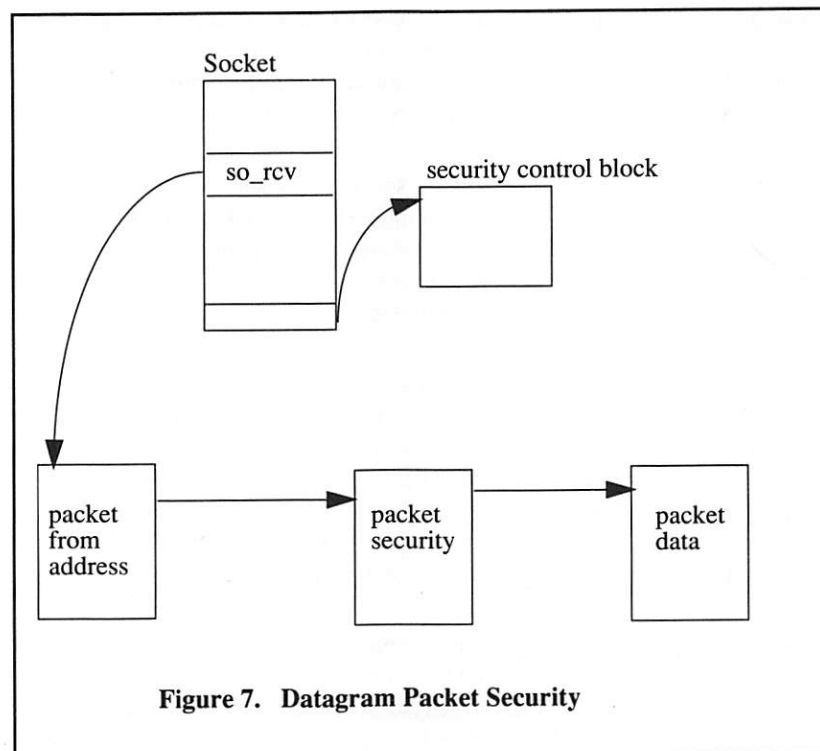 Socket
so_rcv
security control block
packet
from
address
packet
security
packet
data
Figure 7. Datagram Packet Security